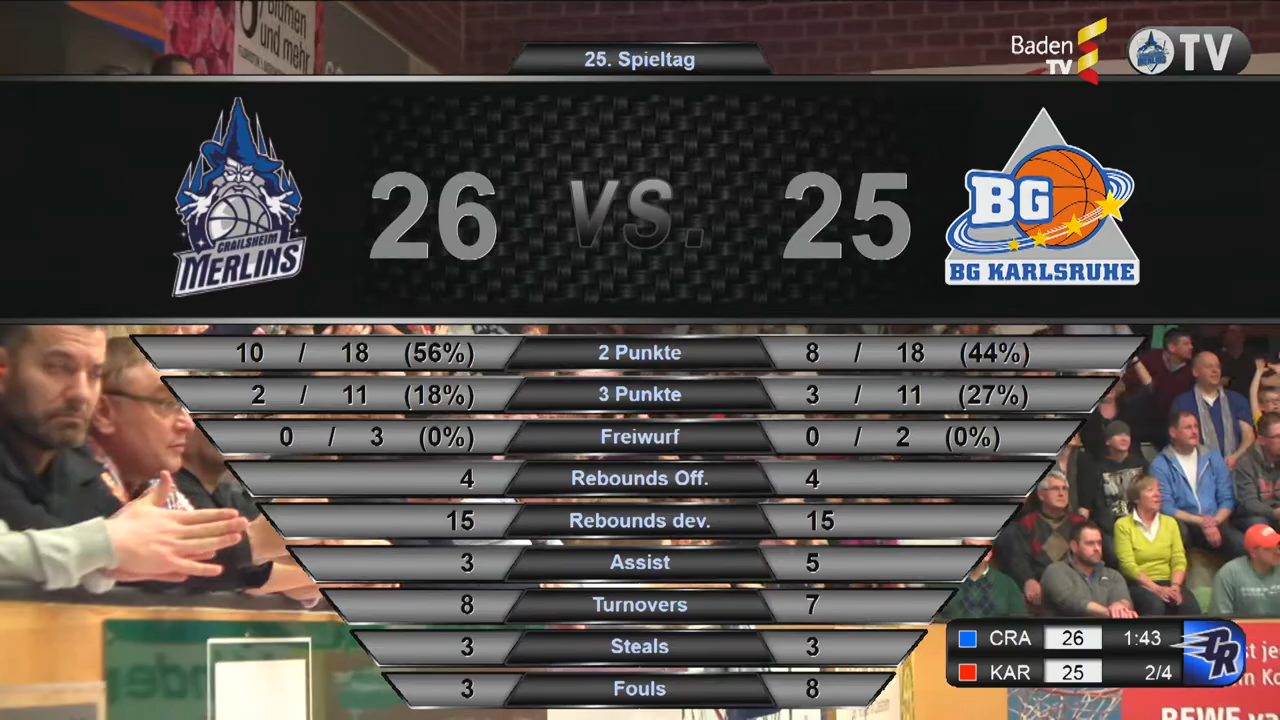 Blumen
und mehr
25. Spieltag
Baden
TV
TV
CRAILSHEIM
MERLINS
26 VS. 25
BG
BG KARLSRUHE
10 / 18 (56%) 2 Punkte 8 / 18 (44%)
2 / 11 (18%) 3 Punkte 3 / 11 (27%)
0 / 3 (0%) Freiwurf 0 / 2 (0%)
4 Rebounds Off. 4
15 Rebounds dev. 15
3 Assist 5
8 Turnovers 7
3 Steals 3
3 Fouls 8
CRA 26 1:43
KAR 25 2/4
CR
REWE